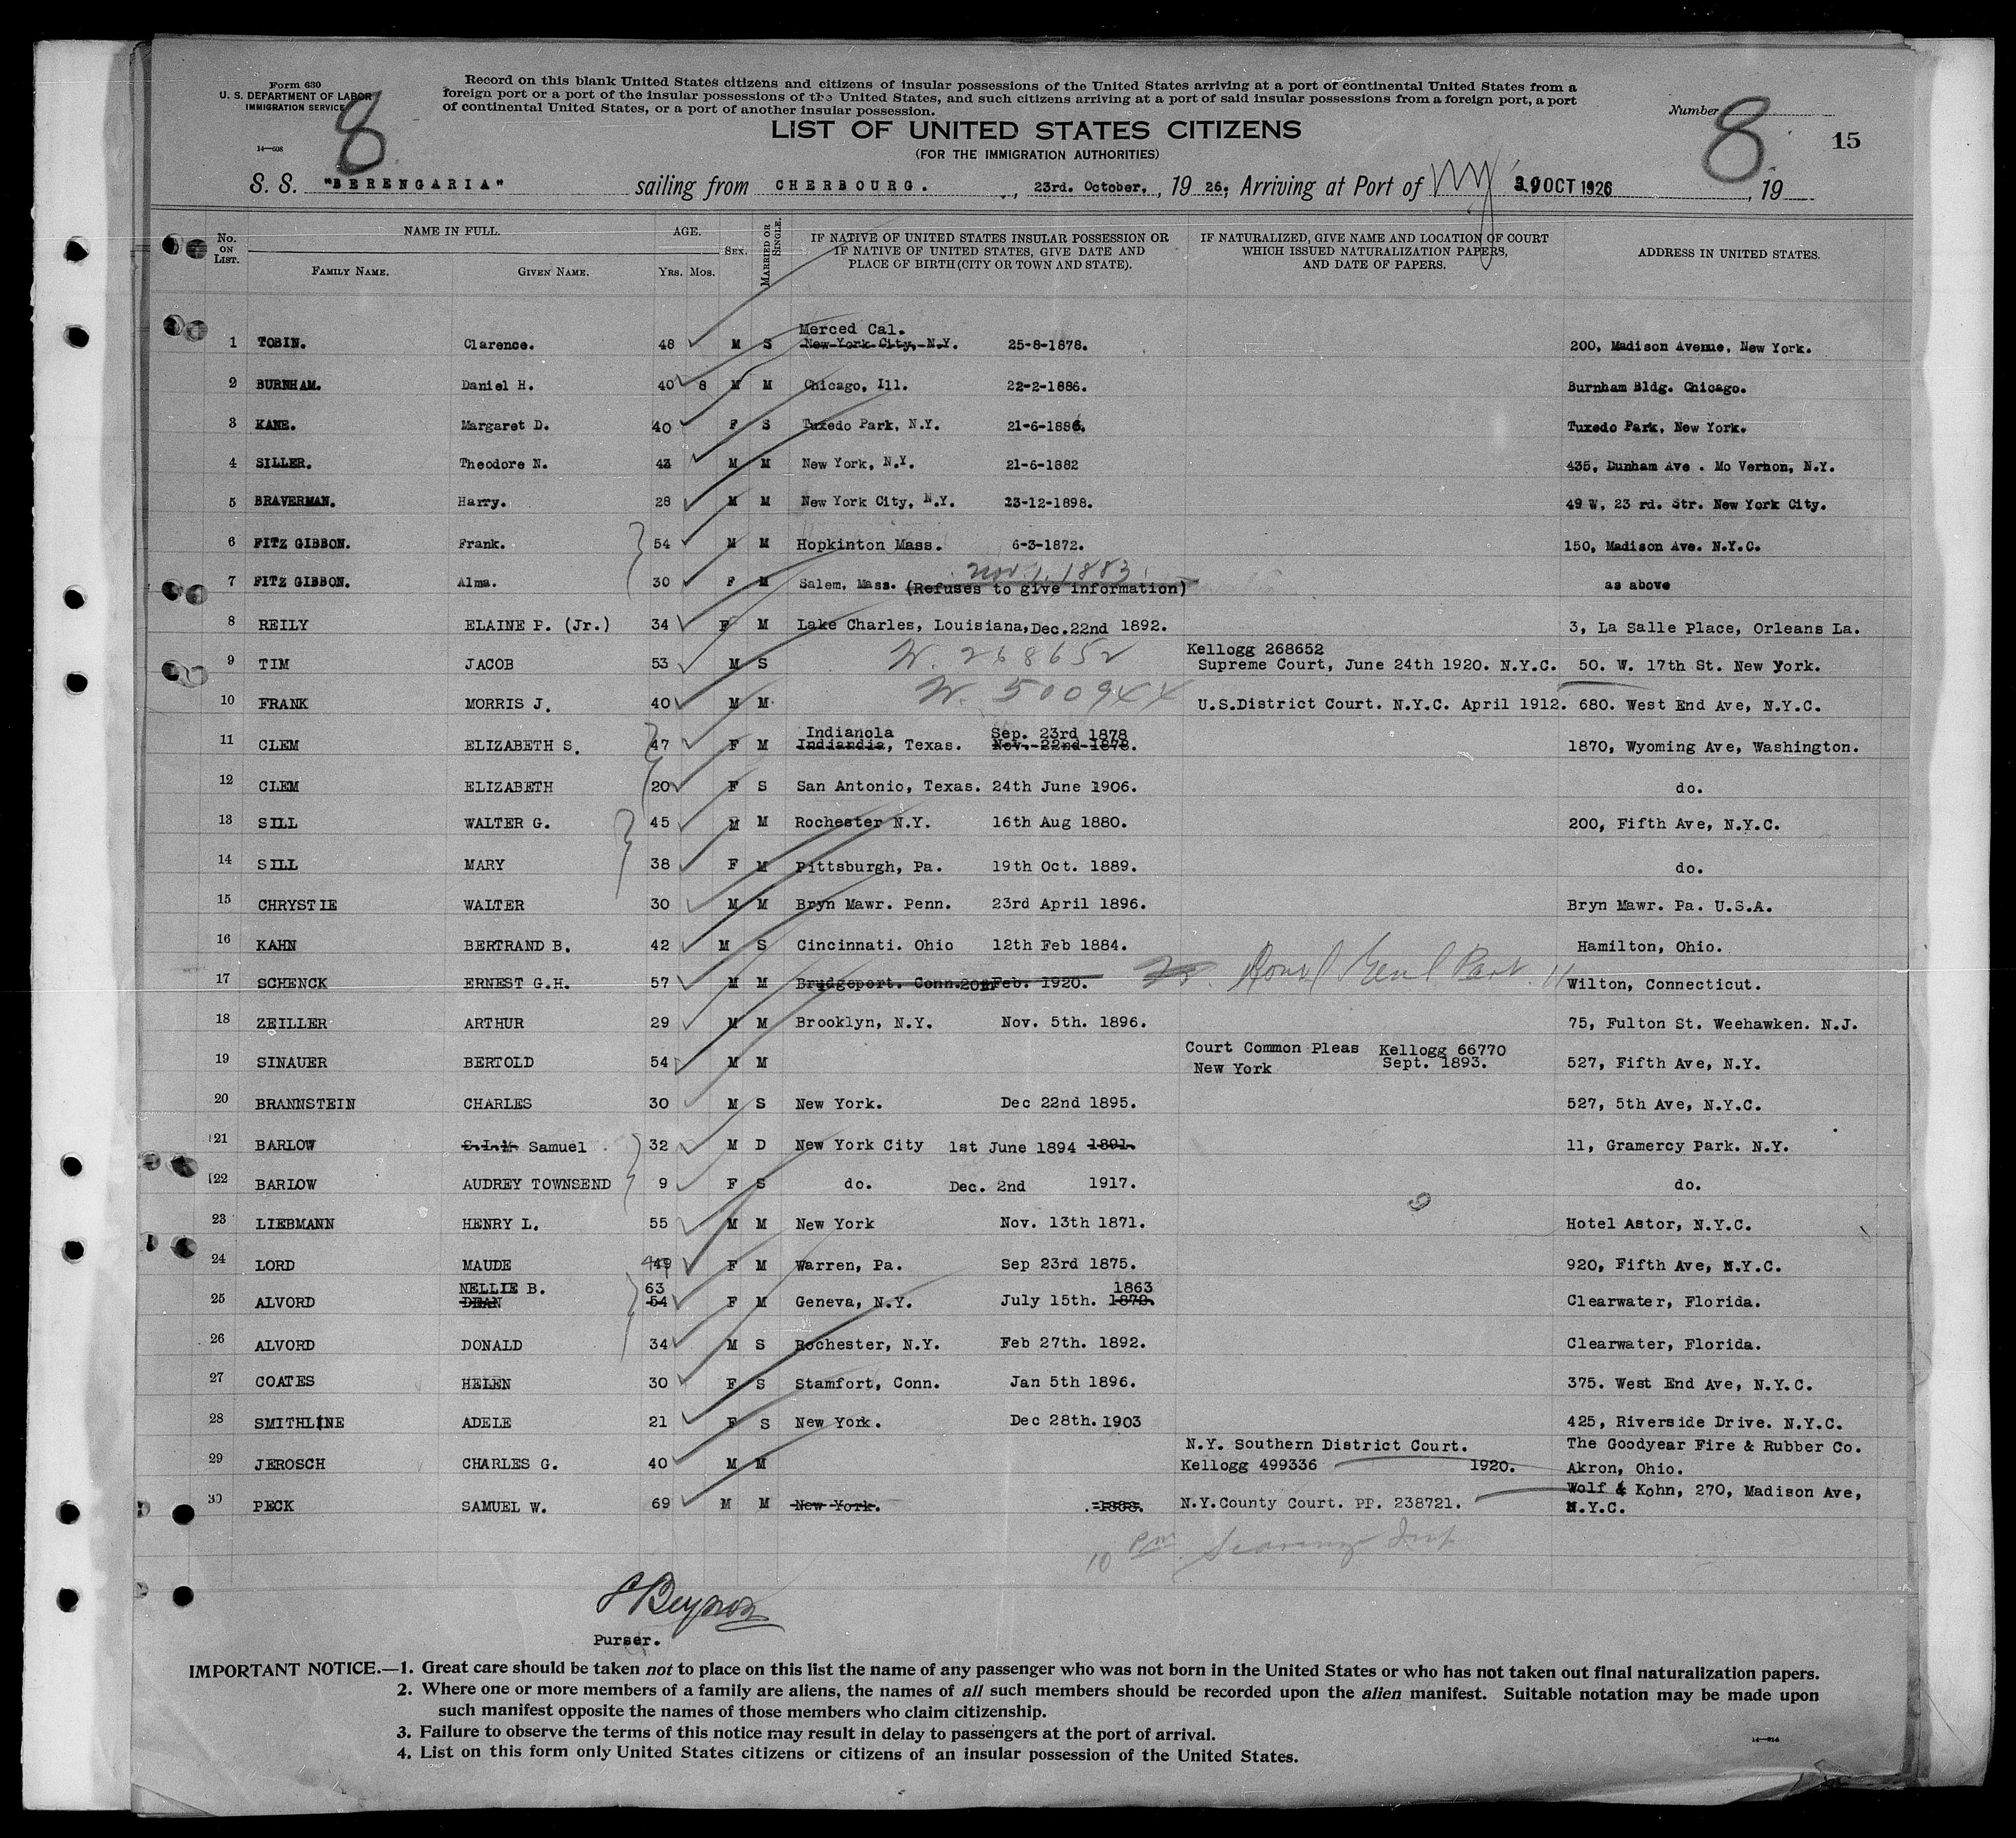 Form 630
U. S. DEPARTMENT OF LABOR
IMMIGRATION SERVICE
14—608
8
Record on this blank United States citizens and citizens of insular possessions of the United States arriving at a port of continental United States from a
foreign port or a port of the insular possessions of the United States, and such citizens arriving at a port of said insular possessions from a foreign port, a port
of continental United States, or a port of another insular possession.
LIST OF UNITED STATES CITIZENS
(FOR THE IMMIGRATION AUTHORITIES)
Number 8
15
S. S. "BERENGARIA" sailing from CHERBOURG. , 23rd. October, , 19 26; Arriving at Port of NY OCT 1926 , 19
No. ON LIST. NAME IN FULL. FAMILY NAME. GIVEN NAME. AGE. YRS. MOS. SEX. MARRIED OR SINGLE. IF NATIVE OF UNITED STATES INSULAR POSSESSION OR IF NATIVE OF UNITED STATES, GIVE DATE AND PLACE OF BIRTH (CITY OR TOWN AND STATE). IF NATURALIZED, GIVE NAME AND LOCATION OF COURT WHICH ISSUED NATURALIZATION PAPERS, AND DATE OF PAPERS. ADDRESS IN UNITED STATES.
Merced Cal.
1 TOBIN. Clarence. 48 M S New York City, N.Y. 25-8-1878. 200, Madison Avenue, New York.
2 BURNHAM. Daniel H. 40 8 M M Chicago, Ill. 22-2-1886. Burnham Bldg. Chicago.
3 KANE. Margaret D. 40 F S Tuxedo Park, N.Y. 21-6-1886. Tuxedo Park, New York.
4 SILLER. Theodore N. 43 M M New York, N.Y. 21-6-1882 435, Dunham Ave . Mo Vernon, N.Y.
5 BRAVERMAN. Harry. 28 M M New York City, N.Y. 23-12-1898. 49 W, 23 rd. Str. New York City.
6 FITZ GIBBON. Frank. 54 M M Hopkinton Mass. 6-3-1872. 150, Madison Ave. N.Y.C.
Nov. 1, 1883
7 FITZ GIBBON. Alma. 30 F M Salem, Mass. (Refuses to give information) as above
8 REILY ELAINE P. (Jr.) 34 F M Lake Charles, Louisiana, Dec. 22nd 1892. 3, La Salle Place, Orleans La.
Kellogg 268652
9 TIM JACOB 53 M S N. 268652 Supreme Court, June 24th 1920. N.Y.C. 50. W. 17th St. New York.
10 FRANK MORRIS J. 40 M M N. 500944 U.S.District Court. N.Y.C. April 1912. 680. West End Ave, N.Y.C.
Indianola Sep. 23rd 1878
11 CLEM ELIZABETH S. 47 F M Indiandia, Texas. Nov. 22nd 1878. 1870, Wyoming Ave, Washington.
12 CLEM ELIZABETH 20 F S San Antonio, Texas. 24th June 1906. do.
13 SILL WALTER G. 45 M M Rochester N.Y. 16th Aug 1880. 200, Fifth Ave, N.Y.C.
14 SILL MARY 38 F M Pittsburgh, Pa. 19th Oct. 1889. do.
15 CHRYSTIE WALTER 30 M M Bryn Mawr. Penn. 23rd April 1896. Bryn Mawr. Pa. U.S.A.
16 KAHN BERTRAND B. 42 M S Cincinnati. Ohio 12th Feb 1884. Hamilton, Ohio.
17 SCHENCK ERNEST G.H. 57 M M Brydgeport. Conn. 20th Feb. 1920. Wilton, Connecticut.
18 ZEILLER ARTHUR 29 M M Brooklyn, N.Y. Nov. 5th. 1896. 75, Fulton St. Weehawken. N.J.
Court Common Pleas Kellogg 66770
19 SINAUER BERTOLD 54 M M New York Sept. 1893. 527, Fifth Ave, N.Y.
20 BRANNSTEIN CHARLES 30 M S New York. Dec 22nd 1895. 527, 5th Ave, N.Y.C.
21 BARLOW S.L.M. Samuel 32 M D New York City 1st June 1894 1891. 11, Gramercy Park. N.Y.
22 BARLOW AUDREY TOWNSEND 9 F S do. Dec. 2nd 1917. do.
23 LIEBMANN HENRY L. 55 M M New York Nov. 13th 1871. Hotel Astor, N.Y.C.
24 LORD MAUDE 49 F M Warren, Pa. Sep 23rd 1875. 920, Fifth Ave, N.Y.C.
NELLIE B. 63 1863
25 ALVORD DEAN 54 F M Geneva, N.Y. July 15th. 1872. Clearwater, Florida.
26 ALVORD DONALD 34 M S Rochester, N.Y. Feb 27th. 1892. Clearwater, Florida.
27 COATES HELEN 30 F S Stamfort, Conn. Jan 5th 1896. 375. West End Ave, N.Y.C.
28 SMITHLINE ADELE 21 F S New York. Dec 28th. 1903 425, Riverside Drive. N.Y.C.
N.Y. Southern District Court. The Goodyear Fire & Rubber Co.
29 JEROSCH CHARLES G. 40 M M Kellogg 499336 1920. Akron, Ohio.
Wolf & Kohn, 270, Madison Ave,
30 PECK SAMUEL W. 69 M M New York. 1888. N.Y.County Court. PP. 238721. N.Y.C.
10 Pm
Purser.
IMPORTANT NOTICE.—1. Great care should be taken not to place on this list the name of any passenger who was not born in the United States or who has not taken out final naturalization papers.
2. Where one or more members of a family are aliens, the names of all such members should be recorded upon the alien manifest. Suitable notation may be made upon
such manifest opposite the names of those members who claim citizenship.
3. Failure to observe the terms of this notice may result in delay to passengers at the port of arrival.
4. List on this form only United States citizens or citizens of an insular possession of the United States.
14—614